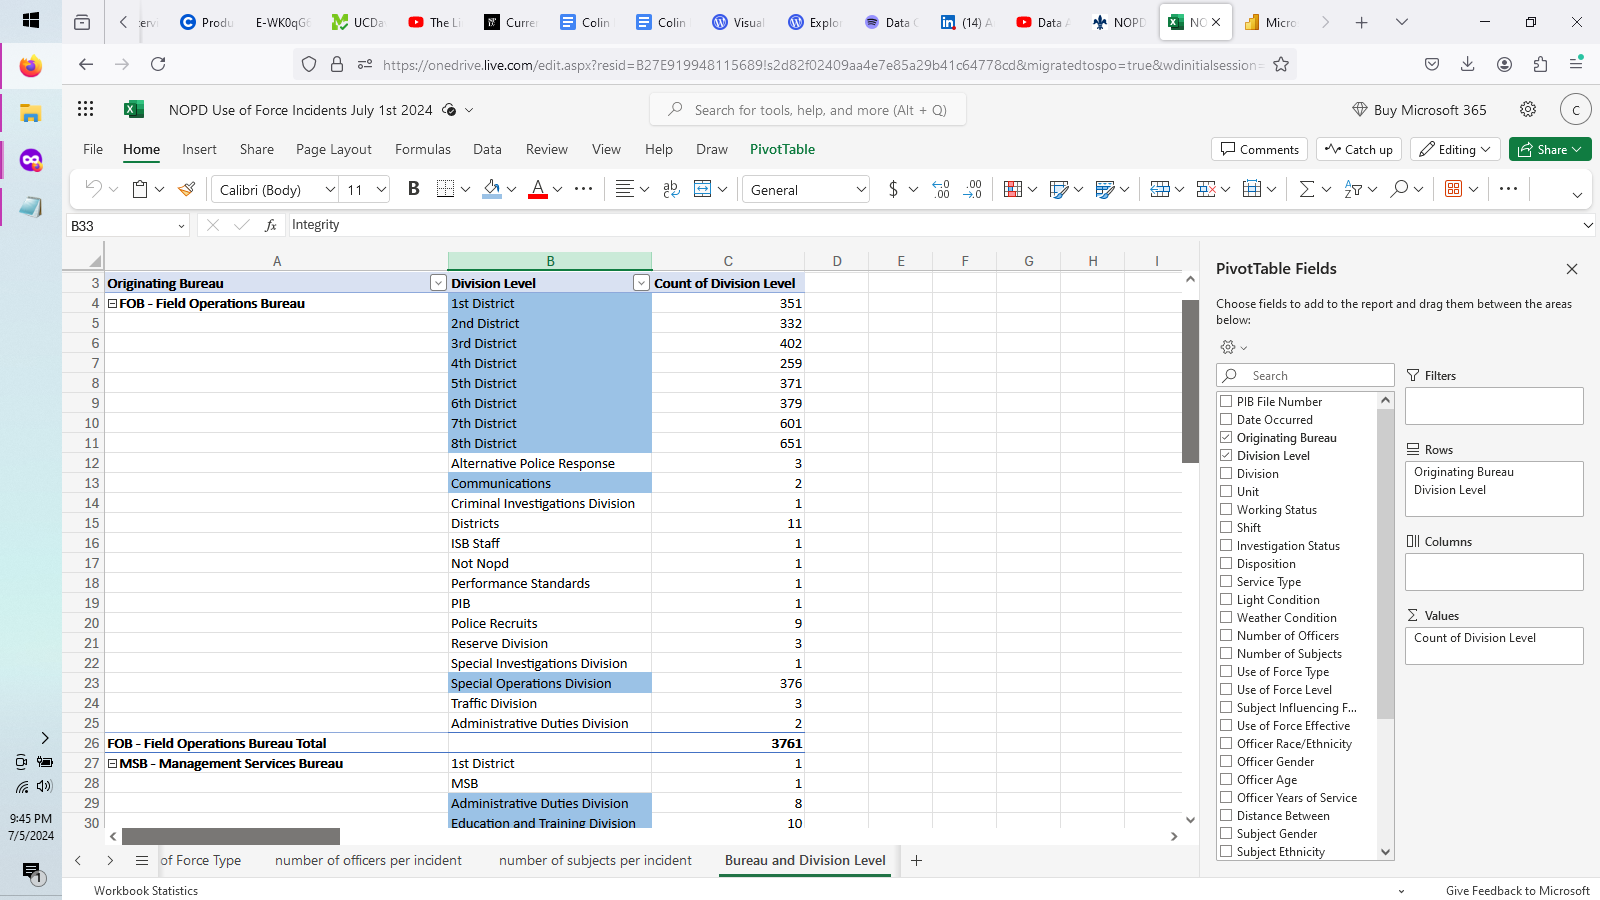 Produ
E-WK0qG6
UCDa
The Li
Curren
Colin
Colin
Visual
Explor
Data C
(14) A
Data A
NOPD
NO
Micro
https://onedrive.live.com/edit.aspx?resid=B27E919948115689!s2d82f02409aa4e7e85a29b41c64778cd&migratedtospo=true&wdinitialsession=
NOPD Use of Force Incidents July 1st 2024
Search for tools, help, and more (Alt + Q)
Buy Microsoft 365
C
File Home Insert Share Page Layout Formulas Data Review View Help Draw PivotTable
Comments Catch up Editing Share
Calibri (Body) 11 B A ab c General $ .00 .00
B33 fx Integrity
A B C D E F G H I
3 Originating Bureau Division Level Count of Division Level
4 FOB - Field Operations Bureau 1st District 351
5 2nd District 332
6 3rd District 402
7 4th District 259
8 5th District 371
9 6th District 379
10 7th District 601
11 8th District 651
12 Alternative Police Response 3
13 Communications 2
14 Criminal Investigations Division 1
15 Districts 11
16 ISB Staff 1
17 Not Nopd 1
18 Performance Standards 1
19 PIB 1
20 Police Recruits 9
21 Reserve Division 3
22 Special Investigations Division 1
23 Special Operations Division 376
24 Traffic Division 3
25 Administrative Duties Division 2
26 FOB - Field Operations Bureau Total 3761
27 MSB - Management Services Bureau 1st District 1
28 MSB 1
29 Administrative Duties Division 8
30 Education and Training Division 10
PivotTable Fields
Choose fields to add to the report and drag them between the areas
below:
Search
PIB File Number
Date Occurred
Originating Bureau
Division Level
Division
Unit
Working Status
Shift
Investigation Status
Disposition
Service Type
Light Condition
Weather Condition
Number of Officers
Number of Subjects
Use of Force Type
Use of Force Level
Subject Influencing F...
Use of Force Effective
Officer Race/Ethnicity
Officer Gender
Officer Age
Officer Years of Service
Distance Between
Subject Gender
Subject Ethnicity
Filters
Rows
Originating Bureau
Division Level
Columns
Values
Count of Division Level
of Force Type number of officers per incident number of subjects per incident Bureau and Division Level
Workbook Statistics
Give Feedback to Microsoft
9:45 PM
7/5/2024
1